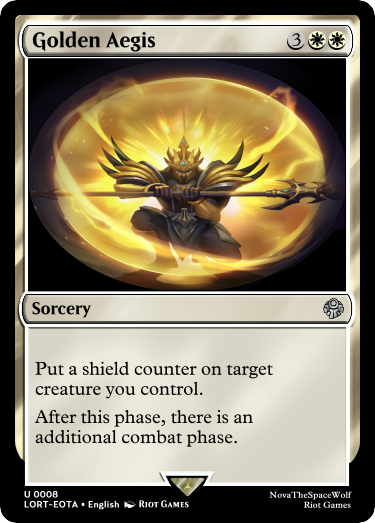 Golden Aegis 3
Sorcery
Put a shield counter on target
creature you control.
After this phase, there is an
additional combat phase.
U 0008
LORT-EOTA • English Riot Games
NovaTheSpaceWolf
Riot Games